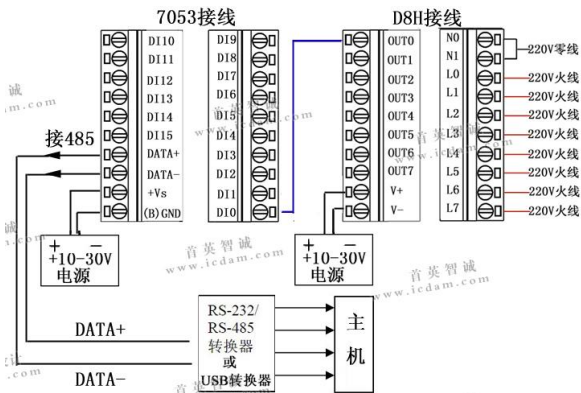 7053接线
D8H接线
DI10
DI11
DI12
DI13
DI14
DI15
DATA+
DATA-
+Vs
(B)GND
接485
DI9
DI8
DI7
DI6
DI5
DI4
DI3
DI2
DI1
DI0
OUT0
OUT1
OUT2
OUT3
OUT4
OUT5
OUT6
OUT7
V+
V-
N0
N1
L0
L1
L2
L3
L4
L5
L6
L7
220V零线
220V火线
220V火线
220V火线
220V火线
220V火线
220V火线
220V火线
220V火线
+ -
+10-30V
电源
+ -
+10-30V
电源
DATA+
DATA-
RS-232/
RS-485
转换器
或
USB转换器
主
机
首英智诚
www.icdam.com
首英智诚
www.icdam.com